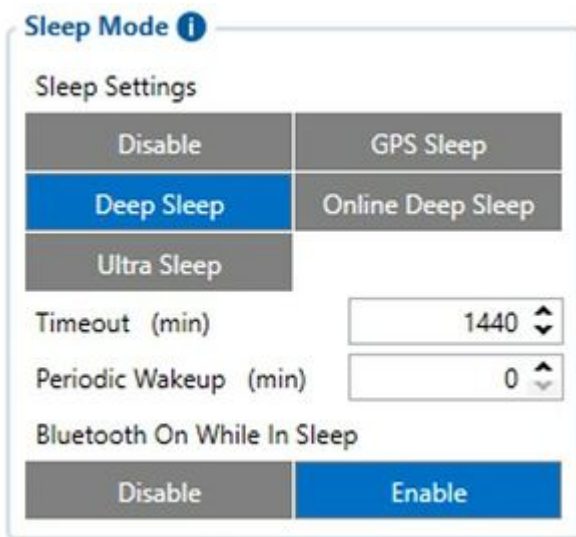 Sleep Mode i
Sleep Settings
Disable GPS Sleep
Deep Sleep Online Deep Sleep
Ultra Sleep
Timeout (min) 1440
Periodic Wakeup (min) 0
Bluetooth On While In Sleep
Disable Enable